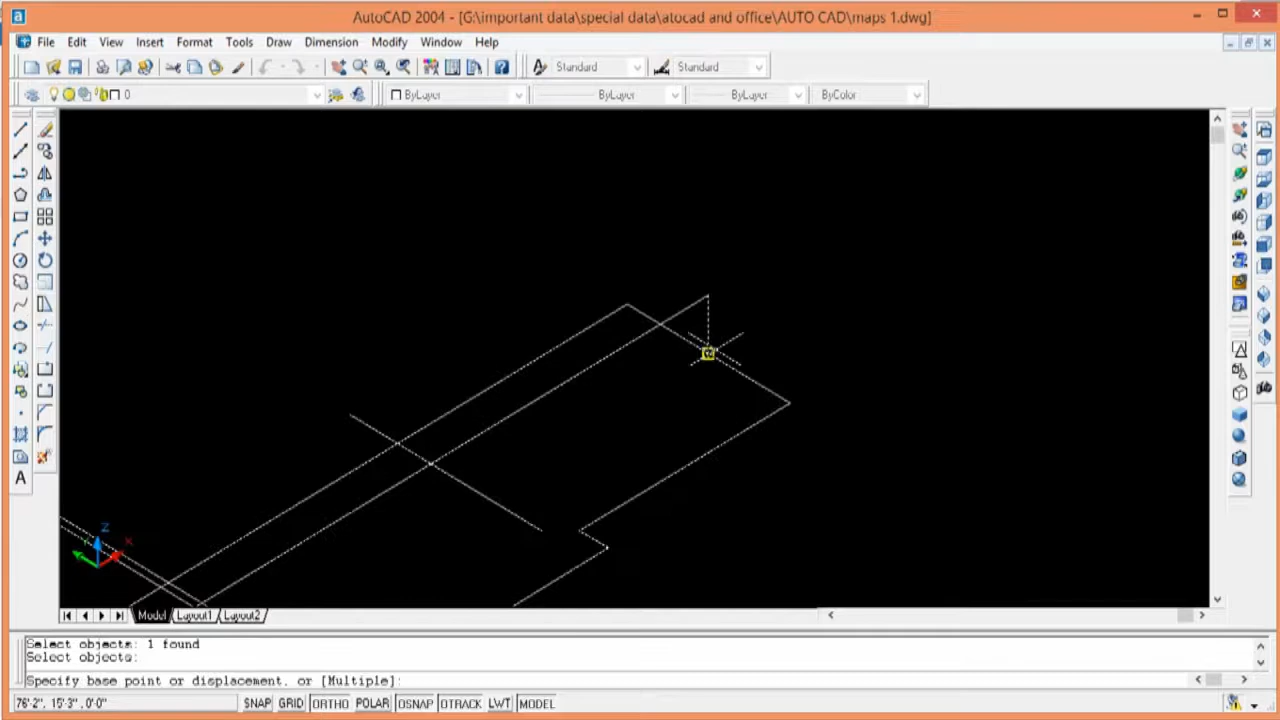 AutoCAD 2004 - [G:\important data\special data\atocad and office\AUTO CAD\maps 1.dwg]
File Edit View Insert Format Tools Draw Dimension Modify Window Help
Standard Standard
0 ByLayer ByLayer ByLayer ByColor
A
Z
X
Model Layout1 Layout2
Select objects: 1 found
Select objects:
Specify base point or displacement, or [Multiple]:
76'-2", 15'-3", 0'-0" SNAP GRID ORTHO POLAR OSNAP OTRACK LWT MODEL